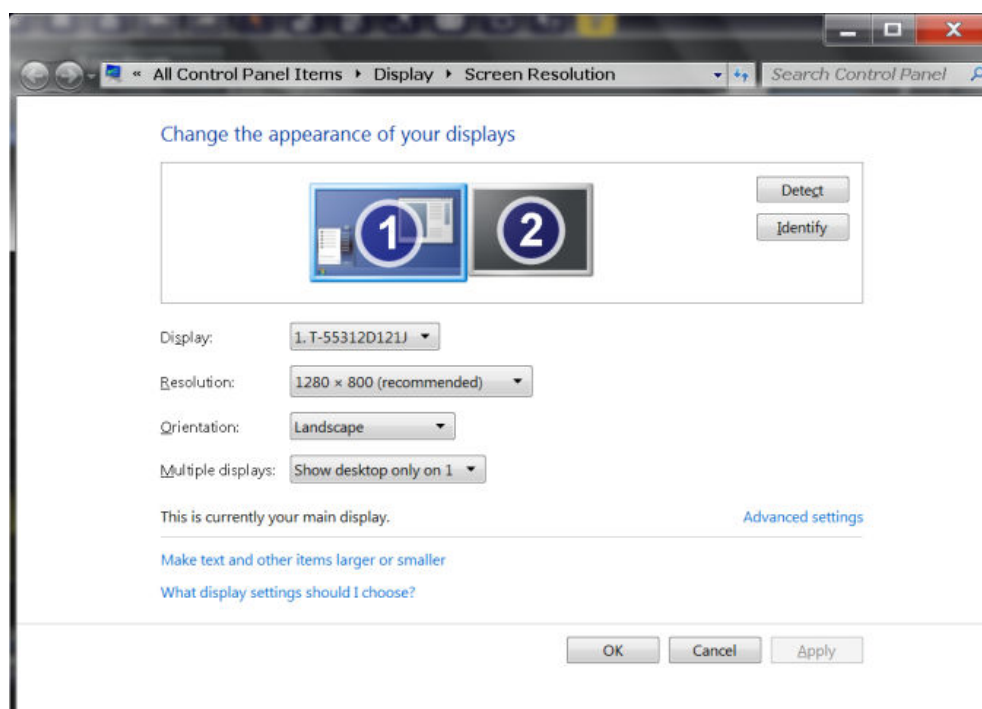 « All Control Panel Items ▸ Display ▸ Screen Resolution
Search Control Panel
Change the appearance of your displays
1
2
Detect
Identify
Display:
1. T-55312D121J
Resolution:
1280 × 800 (recommended)
Orientation:
Landscape
Multiple displays:
Show desktop only on 1
This is currently your main display.
Advanced settings
Make text and other items larger or smaller
What display settings should I choose?
OK
Cancel
Apply